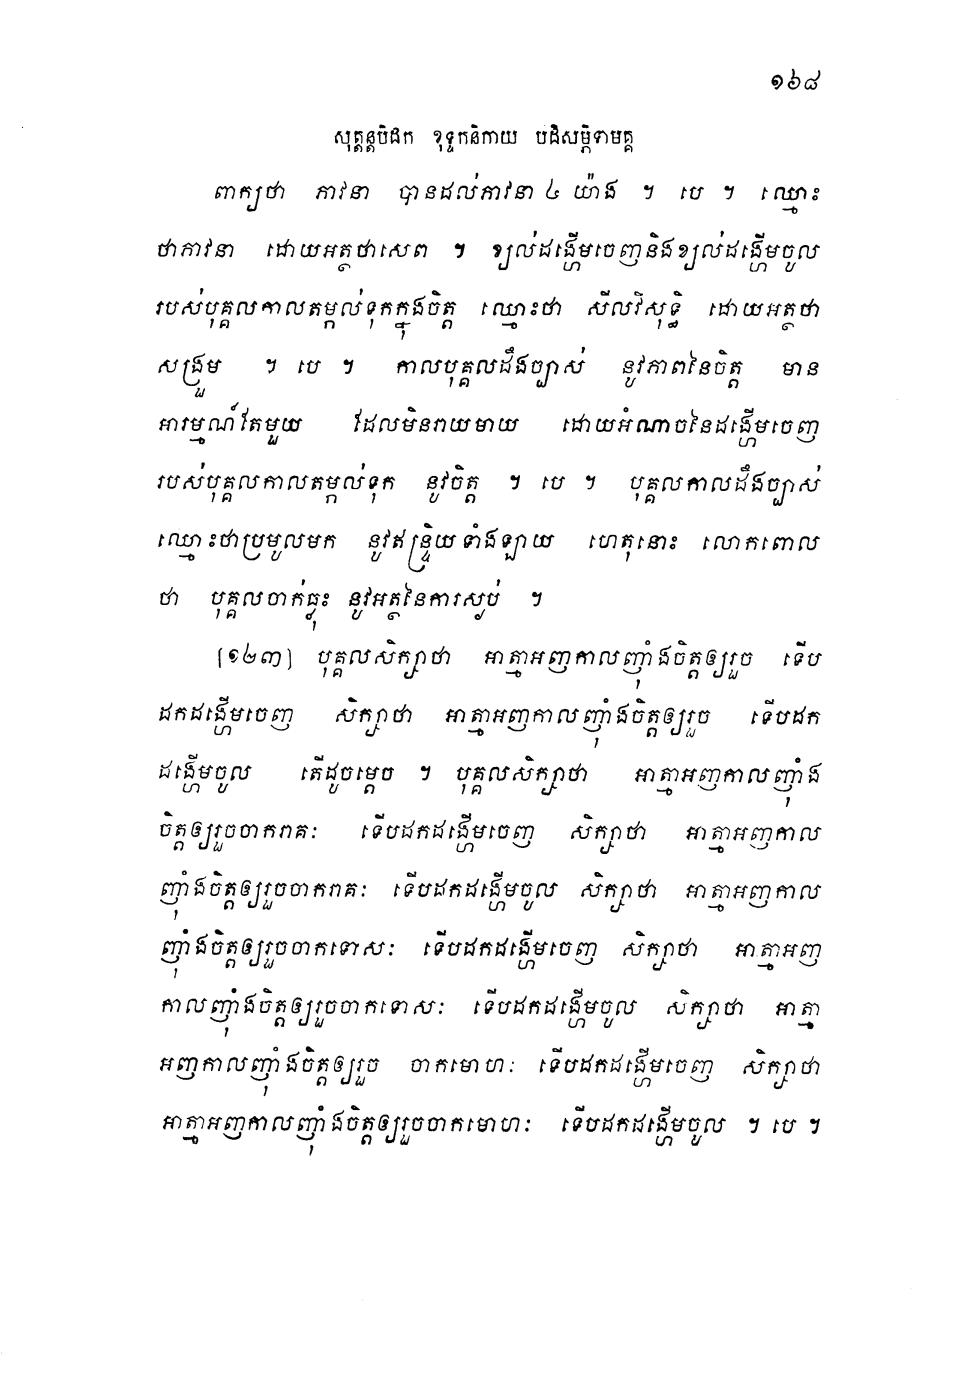 ១៦៨
សុត្តន្តបិដក ខុទ្ទកនិកាយ បដិសម្ភិទាមគ្គ
ពាក្យថា ភាវនា បានដល់ភាវនា ៤ យ៉ាង ។ បេ ។ ឈ្មោះ
ថាភាវនា ដោយអត្ថថាសេព ។ ខ្យល់ដង្ហើមចេញនិងខ្យល់ដង្ហើមចូល
របស់បុគ្គលកាលតម្កល់ទុកក្នុងចិត្ត ឈ្មោះថា សីលវិសុទ្ធិ ដោយអត្ថថា
សង្រួម ។ បេ ។ កាលបុគ្គលដឹងច្បាស់ នូវភាពនៃចិត្ត មាន
អារម្មណ៍តែមួយ ដែលមិនរាយមាយ ដោយអំណាចនៃដង្ហើមចេញ
របស់បុគ្គលកាលតម្កល់ទុក នូវចិត្ត ។ បេ ។ បុគ្គលកាលដឹងច្បាស់
ឈ្មោះថាប្រមូលមក នូវឥន្ទ្រិយទាំងឡាយ ហេតុនោះ លោកពោល
ថា បុគ្គលចាក់ធ្លុះ នូវអត្ថនៃការស្ងប់ ។
[១២៣] បុគ្គលសិក្សាថា អាត្មាអញកាលញុំាងចិត្តឲ្យរួច ទើប
ដកដង្ហើមចេញ សិក្សាថា អាត្មាអញកាលញុំាងចិត្តឲ្យរួច ទើបដក
ដង្ហើមចូល តើដូចម្តេច ។ បុគ្គលសិក្សាថា អាត្មាអញកាលញុំាង
ចិត្តឲ្យរួចចាករាគៈ ទើបដកដង្ហើមចេញ សិក្សាថា អាត្មាអញកាល
ញុំាងចិត្តឲ្យរួចចាករាគៈ ទើបដកដង្ហើមចូល សិក្សាថា អាត្មាអញកាល
ញុំាងចិត្តឲ្យរួចចាកទោសៈ ទើបដកដង្ហើមចេញ សិក្សាថា អាត្មាអញ
កាលញុំាងចិត្តឲ្យរួចចាកទោសៈ ទើបដកដង្ហើមចូល សិក្សាថា អាត្មា
អញកាលញុំាងចិត្តឲ្យរួច ចាកមោហៈ ទើបដកដង្ហើមចេញ សិក្សាថា
អាត្មាអញកាលញុំាងចិត្តឲ្យរួចចាកមោហៈ ទើបដកដង្ហើមចូល ។ បេ ។